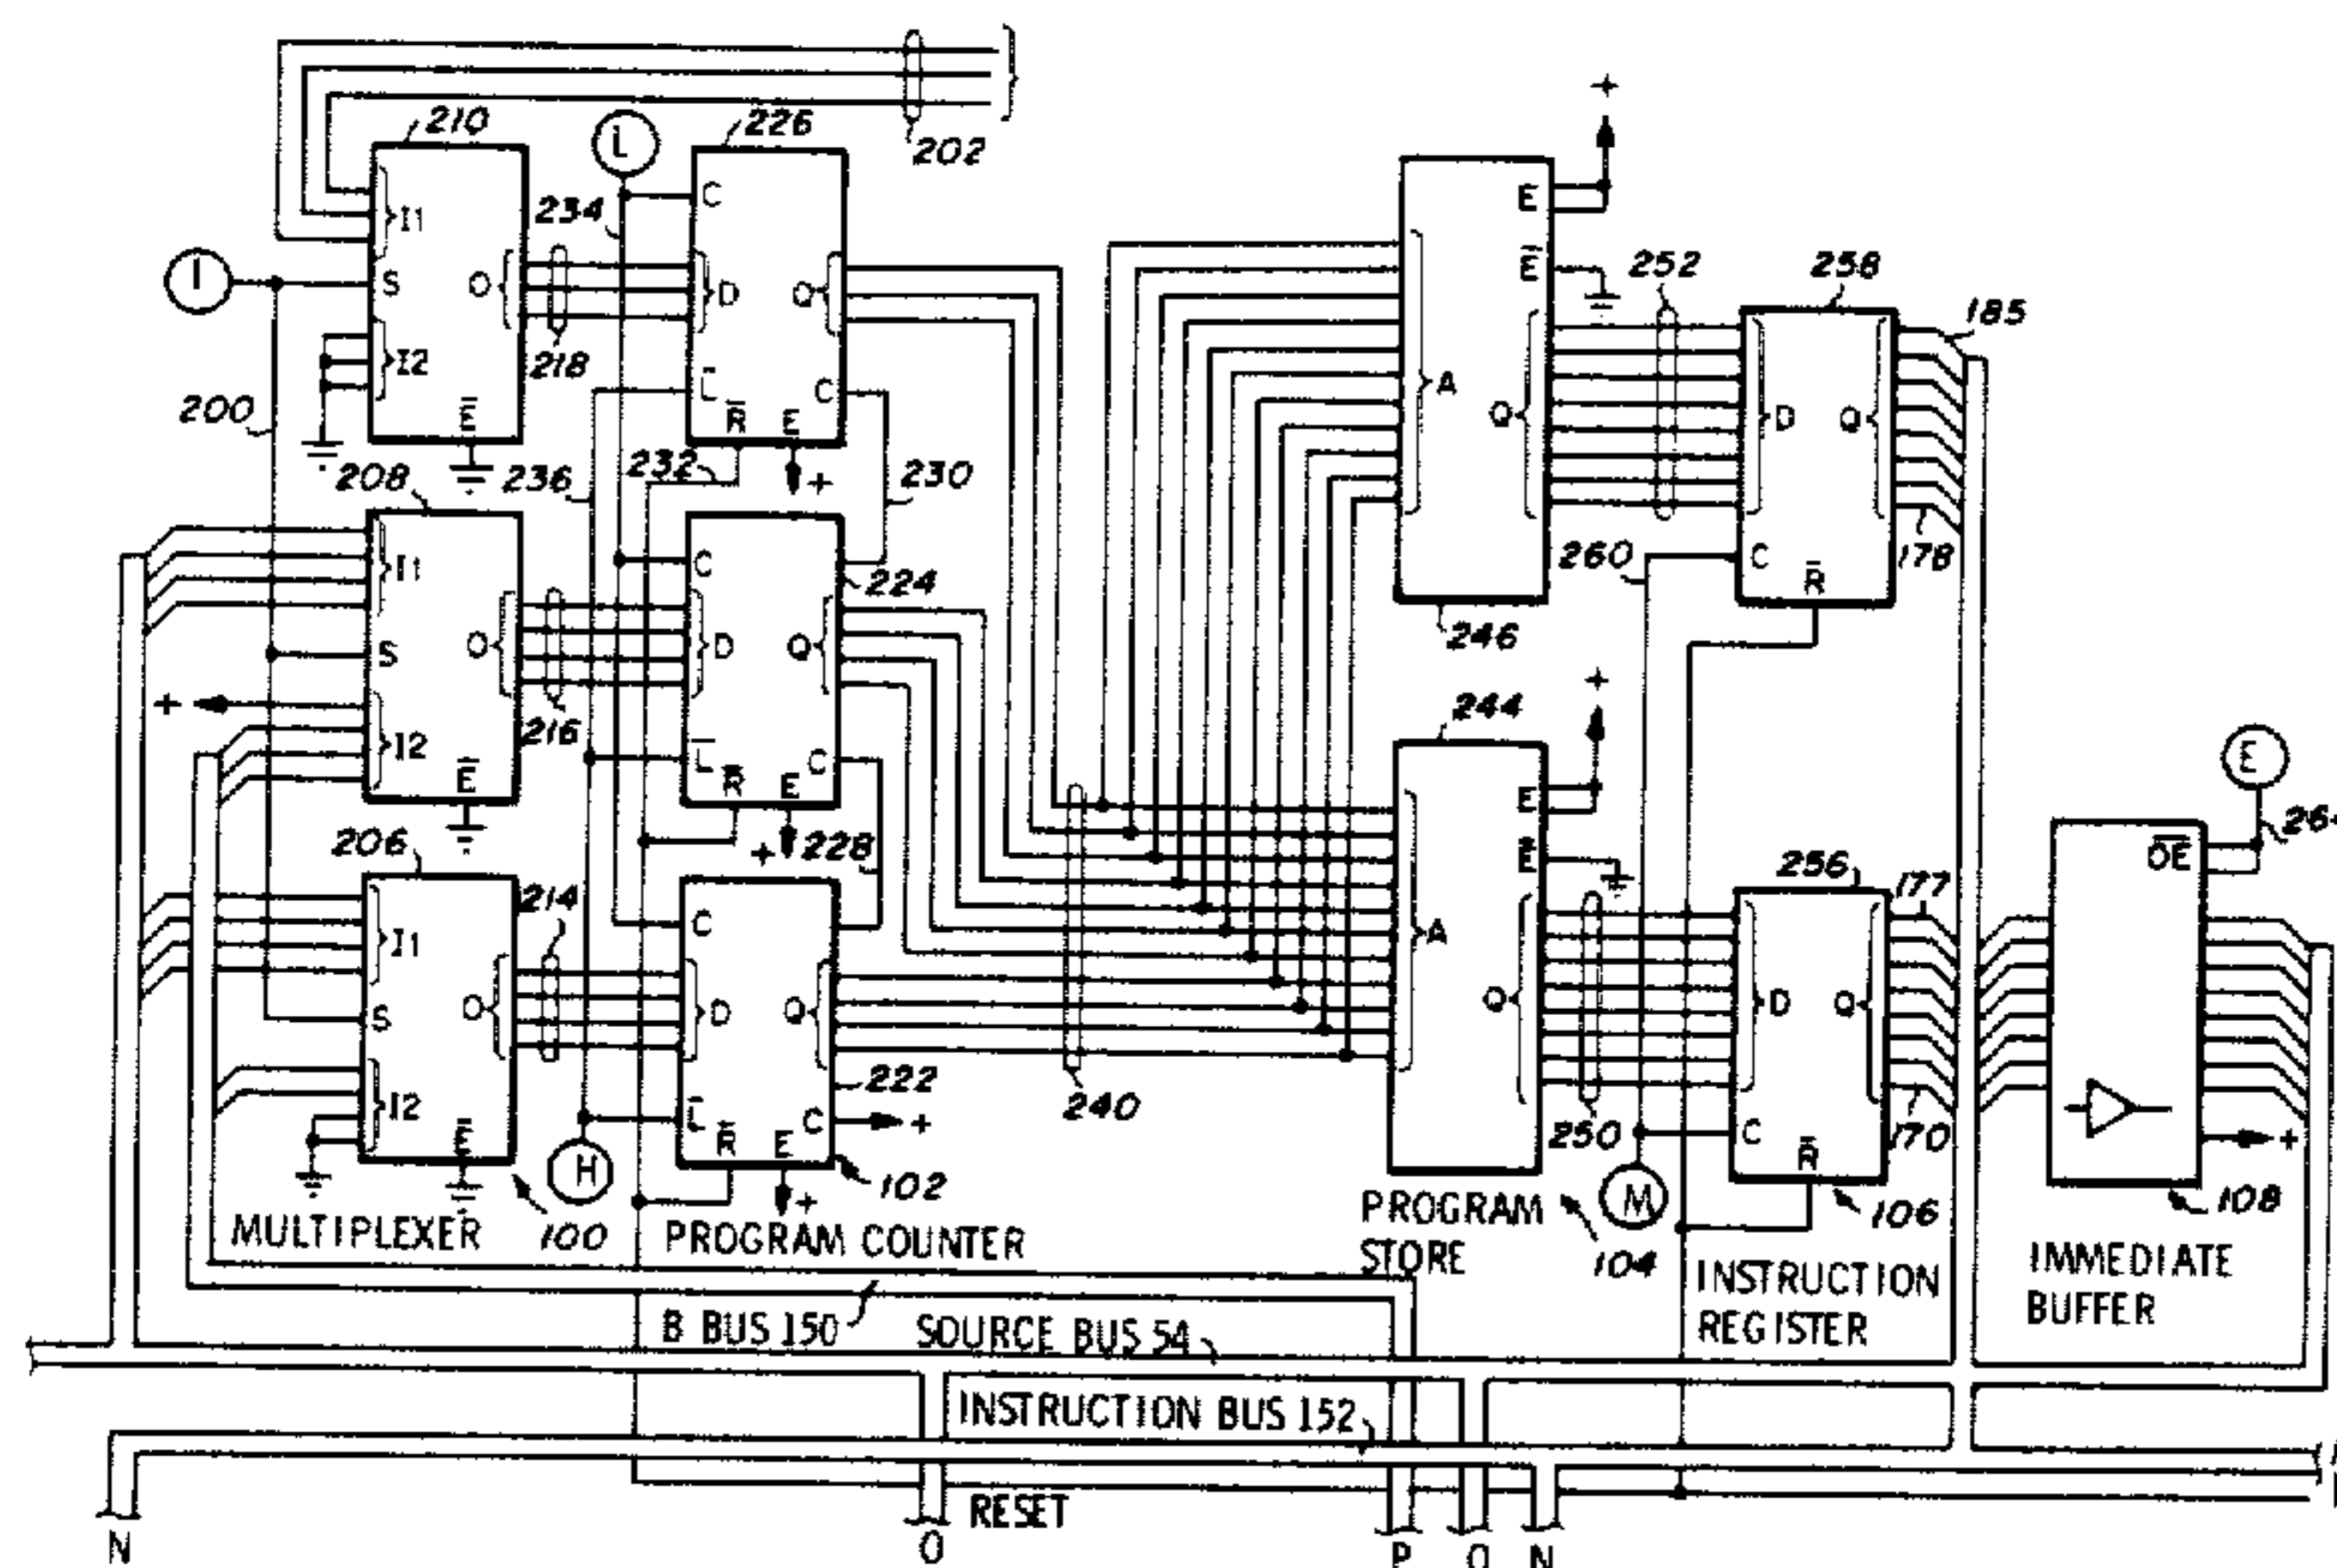 202
210
L
226
I1
S
I2
Ē
O
234
218
C
D
Q
L̄
R̄
E
C
+
I
200
236
232
230
208
I1
S
I2
Ē
O
+
216
C
D
Q
L̄
R̄
E
C
+
224
228
206
I1
S
I2
Ē
O
214
C
D
Q
L̄
R̄
E
C
+
+
222
H
MULTIPLEXER 100
PROGRAM COUNTER 102
240
+
E
Ē
A
Q
246
252
258
D
Q
C
R̄
185
178
260
+
244
E
Ē
A
Q
250
256
D
Q
C
R̄
177
170
M
PROGRAM
STORE
104
106
INSTRUCTION
REGISTER
E
OE
+
108
IMMEDIATE
BUFFER
B BUS 150
SOURCE BUS 54
INSTRUCTION BUS 152
RESET
N
O
P
O
N